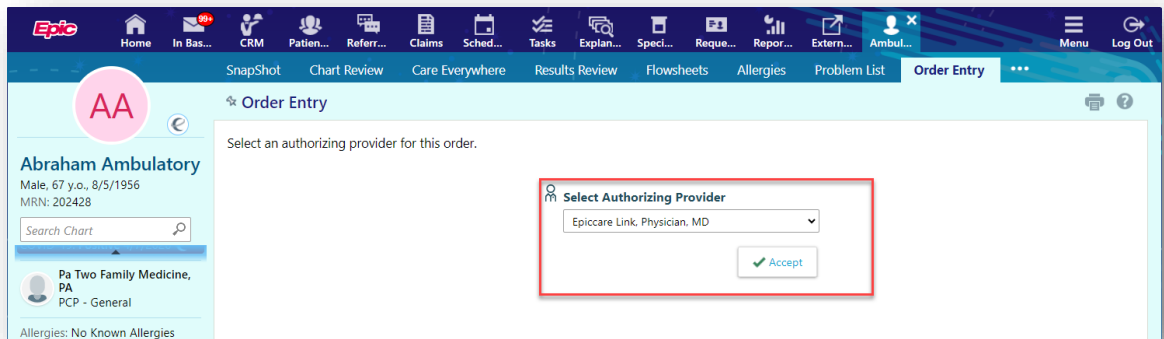 Epic
Home
In Bas...
99+
CRM
Patien...
Referr...
Claims
Sched...
Tasks
Explan...
Speci...
Reque...
Repor...
Extern...
Ambul...
Menu
Log Out
SnapShot
Chart Review
Care Everywhere
Results Review
Flowsheets
Allergies
Problem List
Order Entry
AA
e
Abraham Ambulatory
Male, 67 y.o., 8/5/1956
MRN: 202428
Search Chart
Pa Two Family Medicine,
PA
PCP - General
Allergies: No Known Allergies
Order Entry
?
Select an authorizing provider for this order.
Select Authorizing Provider
Epiccare Link, Physician, MD
Accept